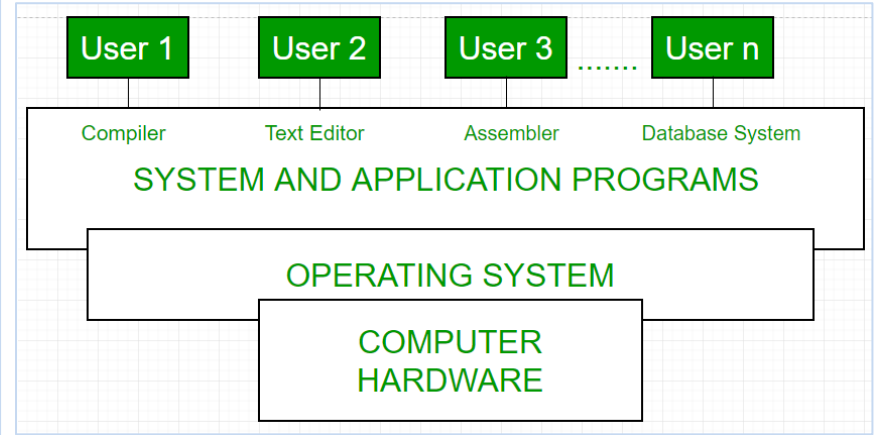 User 1 User 2 User 3 ....... User n
Compiler Text Editor Assembler Database System
SYSTEM AND APPLICATION PROGRAMS
OPERATING SYSTEM
COMPUTER
HARDWARE